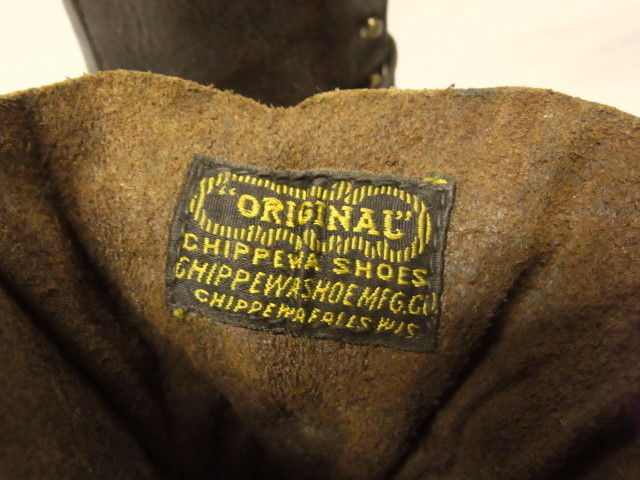 "ORIGINAL"
CHIPPEWA SHOES
CHIPPEWA SHOE MFG. CO
CHIPPEWA FALLS WIS.